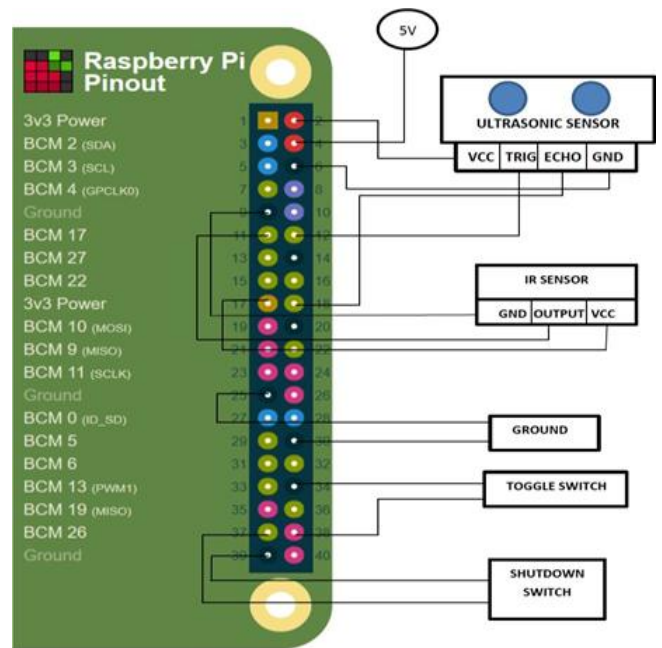 5V
Raspberry Pi
Pinout
3v3 Power 1 2
BCM 2 (SDA) 3 4
BCM 3 (SCL) 5 6
BCM 4 (GPCLK0) 7 8
Ground 9 10
BCM 17 11 12
BCM 27 13 14
BCM 22 15 16
3v3 Power 17 18
BCM 10 (MOSI) 19 20
BCM 9 (MISO) 21 22
BCM 11 (SCLK) 23 24
Ground 25 26
BCM 0 (ID_SD) 27 28
BCM 5 29 30
BCM 6 31 32
BCM 13 (PWM1) 33 34
BCM 19 (MISO) 35 36
BCM 26 37 38
Ground 39 40
ULTRASONIC SENSOR
VCC TRIG ECHO GND
IR SENSOR
GND OUTPUT VCC
GROUND
TOGGLE SWITCH
SHUTDOWN
SWITCH